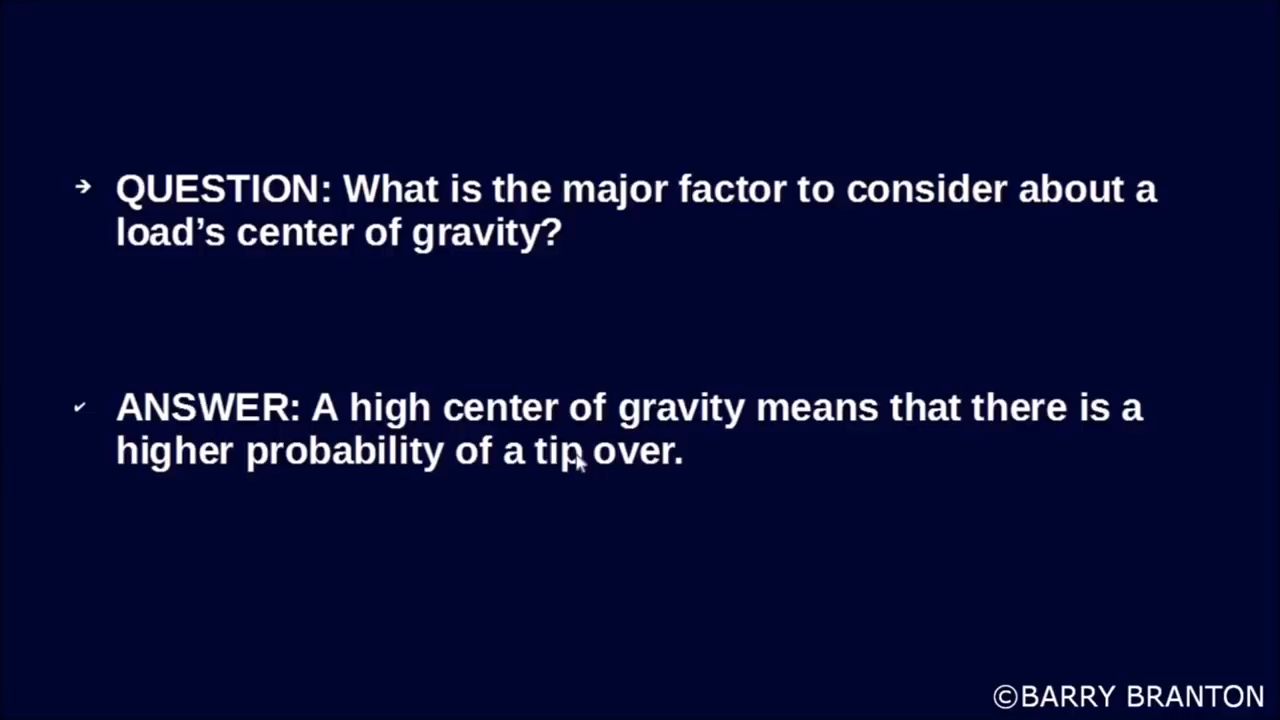 → QUESTION: What is the major factor to consider about a
load’s center of gravity?
✓ ANSWER: A high center of gravity means that there is a
higher probability of a tip over.
©BARRY BRANTON